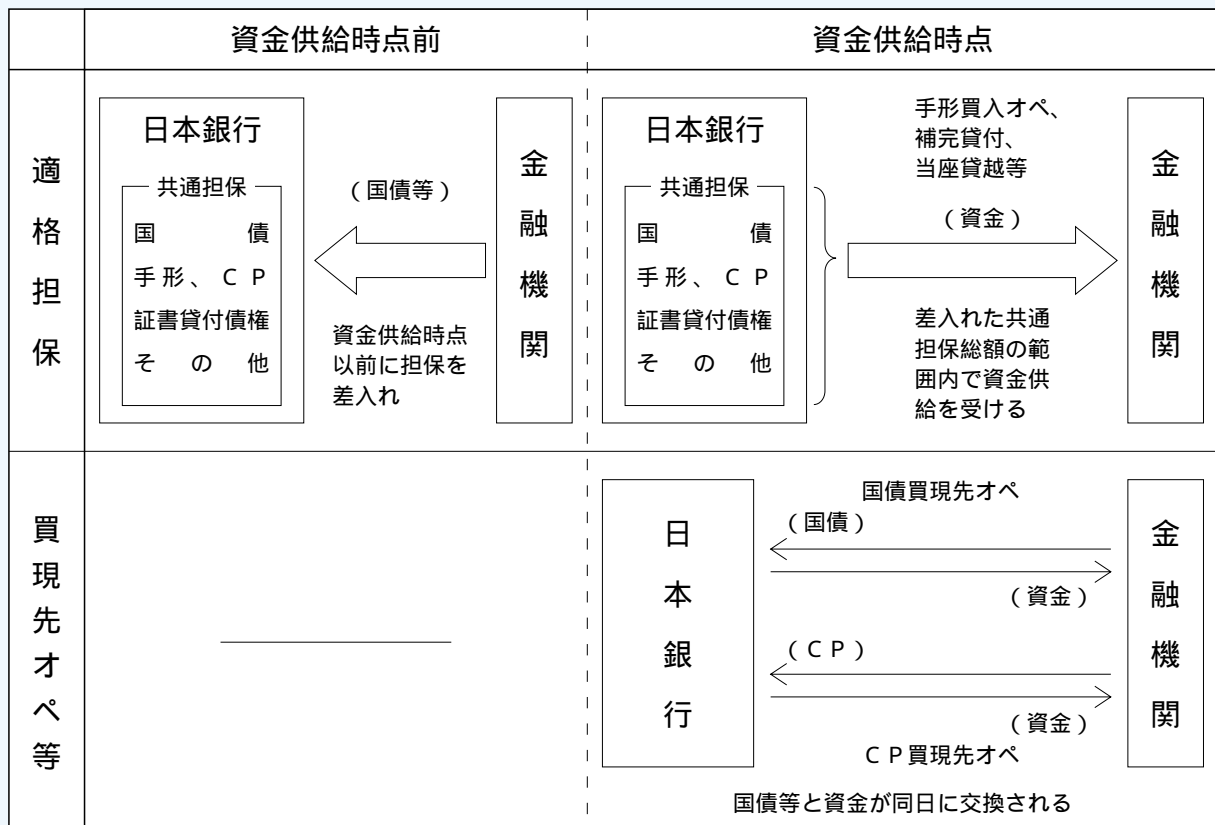 資金供給時点前
資金供給時点
適格担保
日本銀行
共通担保
国債
手形、CP
証書貸付債権
その他
(国債等)
資金供給時点
以前に担保を
差入れ
金融機関
日本銀行
共通担保
国債
手形、CP
証書貸付債権
その他
手形買入オペ、
補完貸付、
当座貸越等
(資金)
差入れた共通
担保総額の範
囲内で資金供
給を受ける
金融機関
買現先オペ等
日本銀行
国債買現先オペ
(国債)
(資金)
(CP)
(資金)
CP買現先オペ
金融機関
国債等と資金が同日に交換される